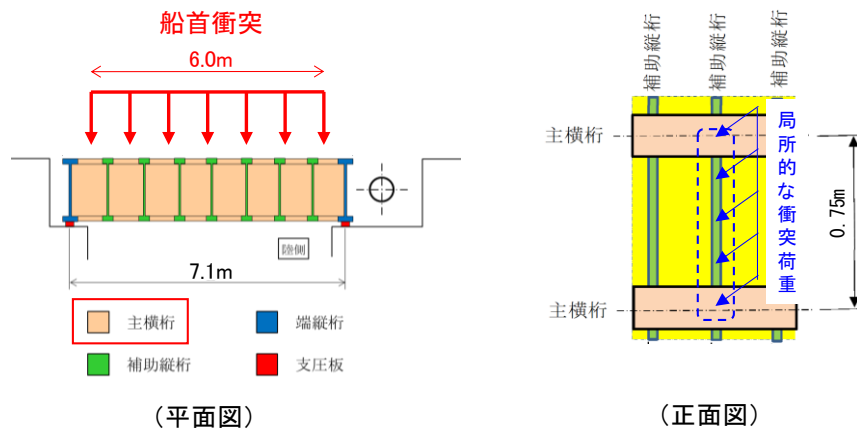 船首衝突
6.0m
陸側
7.1m
主横桁
端縦桁
補助縦桁
支圧板
(平面図)
補助縦桁
補助縦桁
補助縦桁
主横桁
局所的な衝突荷重
0.75m
主横桁
(正面図)